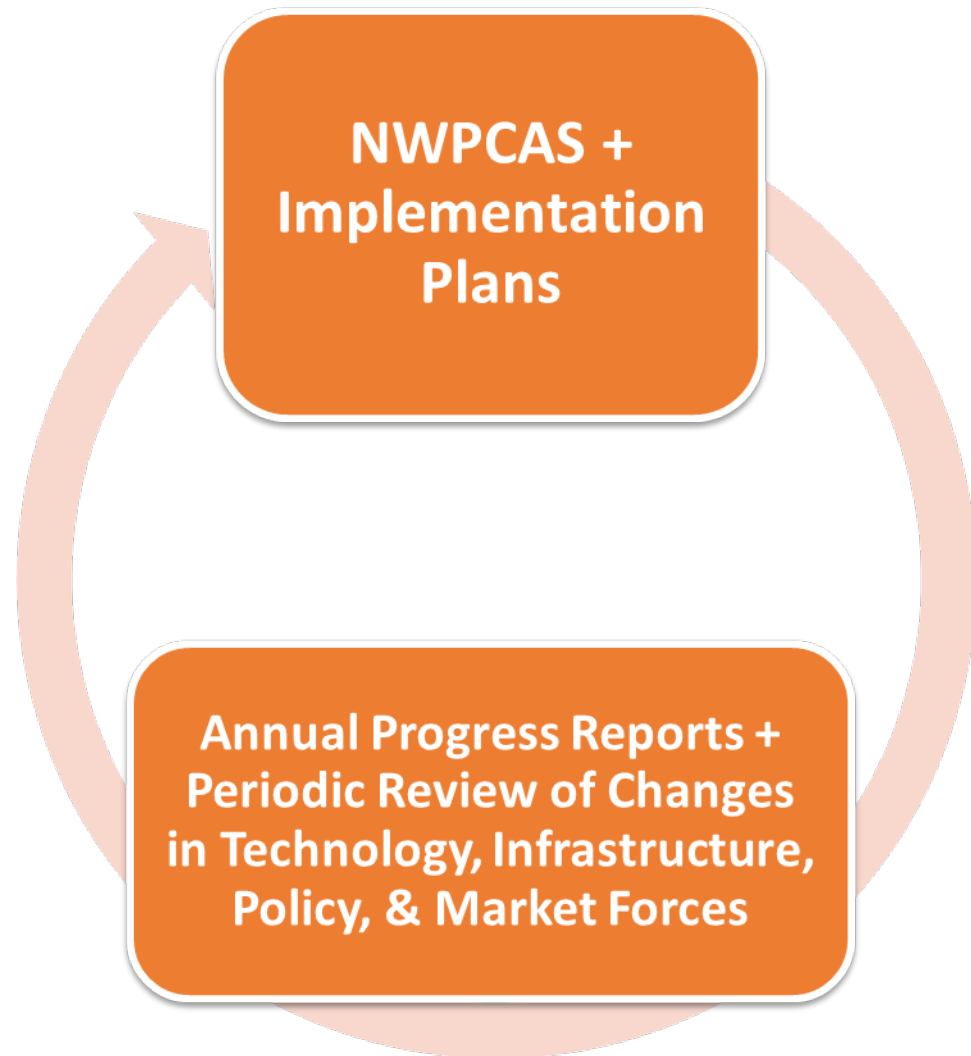 NWPCAS +
Implementation
Plans
Annual Progress Reports +
Periodic Review of Changes
in Technology, Infrastructure,
Policy, & Market Forces